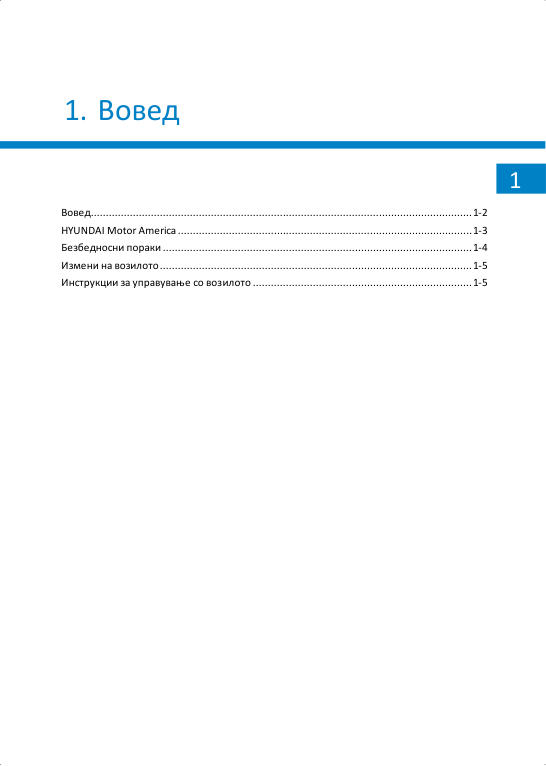 1. Вовед
1
Вовед........................................................................................................................1-2
HYUNDAI Motor America ..............................................................................................1-3
Безбедносни пораки ...................................................................................................1-4
Измени на возилото ....................................................................................................1-5
Инструкции за управување со возилото .....................................................................1-5